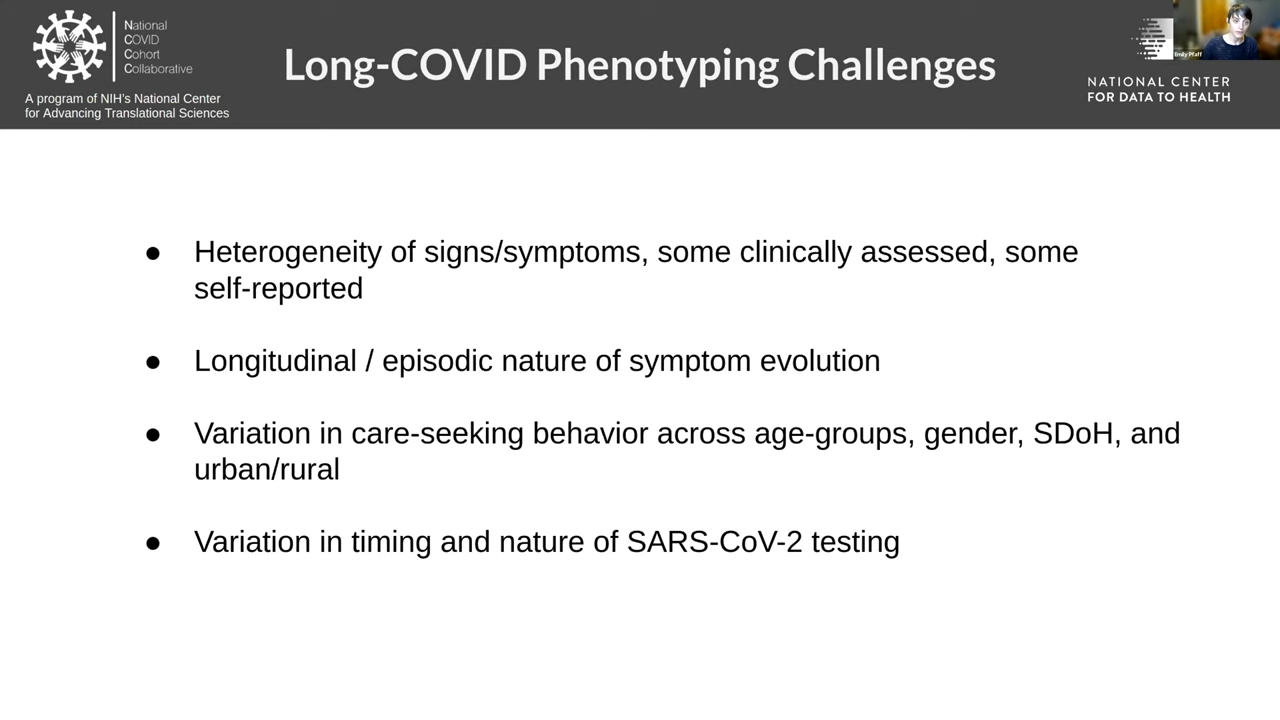 National
COVID
Cohort
Collaborative
A program of NIH's National Center
for Advancing Translational Sciences
Long-COVID Phenotyping Challenges
Emily Pfaff
NATIONAL CENTER
FOR DATA TO HEALTH
● Heterogeneity of signs/symptoms, some clinically assessed, some
self-reported
● Longitudinal / episodic nature of symptom evolution
● Variation in care-seeking behavior across age-groups, gender, SDoH, and
urban/rural
● Variation in timing and nature of SARS-CoV-2 testing